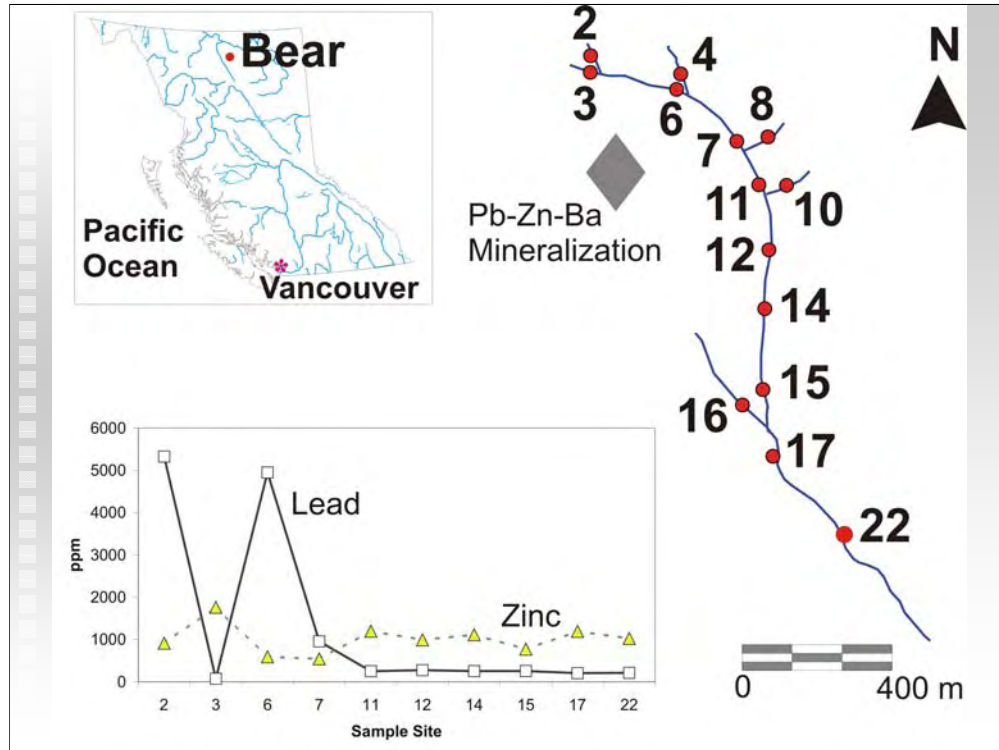 Bear
Pacific
Ocean
Vancouver
N
2
4
3
6
8
7
11
10
Pb-Zn-Ba
Mineralization
12
14
15
16
17
22
0
400 m
6000
5000
4000
3000
2000
1000
0
ppm
Lead
Zinc
2 3 6 7 11 12 14 15 17 22
Sample Site